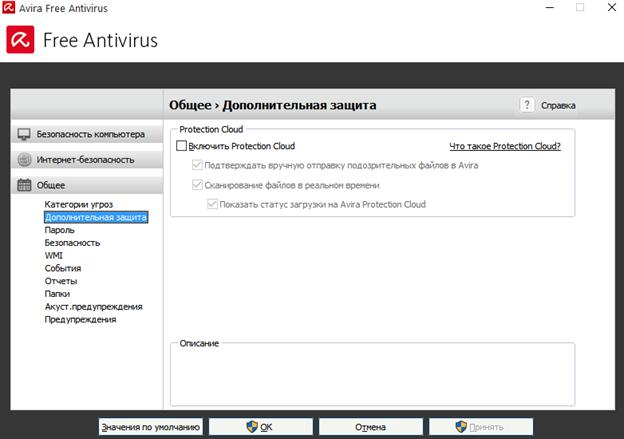 Avira Free Antivirus
Free Antivirus
Общее › Дополнительная защита
? Справка
Безопасность компьютера
Интернет-безопасность
Общее
Категории угроз
Дополнительная защита
Пароль
Безопасность
WMI
События
Отчеты
Папки
Акуст.предупреждения
Предупреждения
Protection Cloud
Включить Protection Cloud
Что такое Protection Cloud?
Подтверждать вручную отправку подозрительных файлов в Avira
Сканирование файлов в реальном времени
Показать статус загрузки на Avira Protection Cloud
Описание
Значения по умолчанию
OK
Отмена
Принять